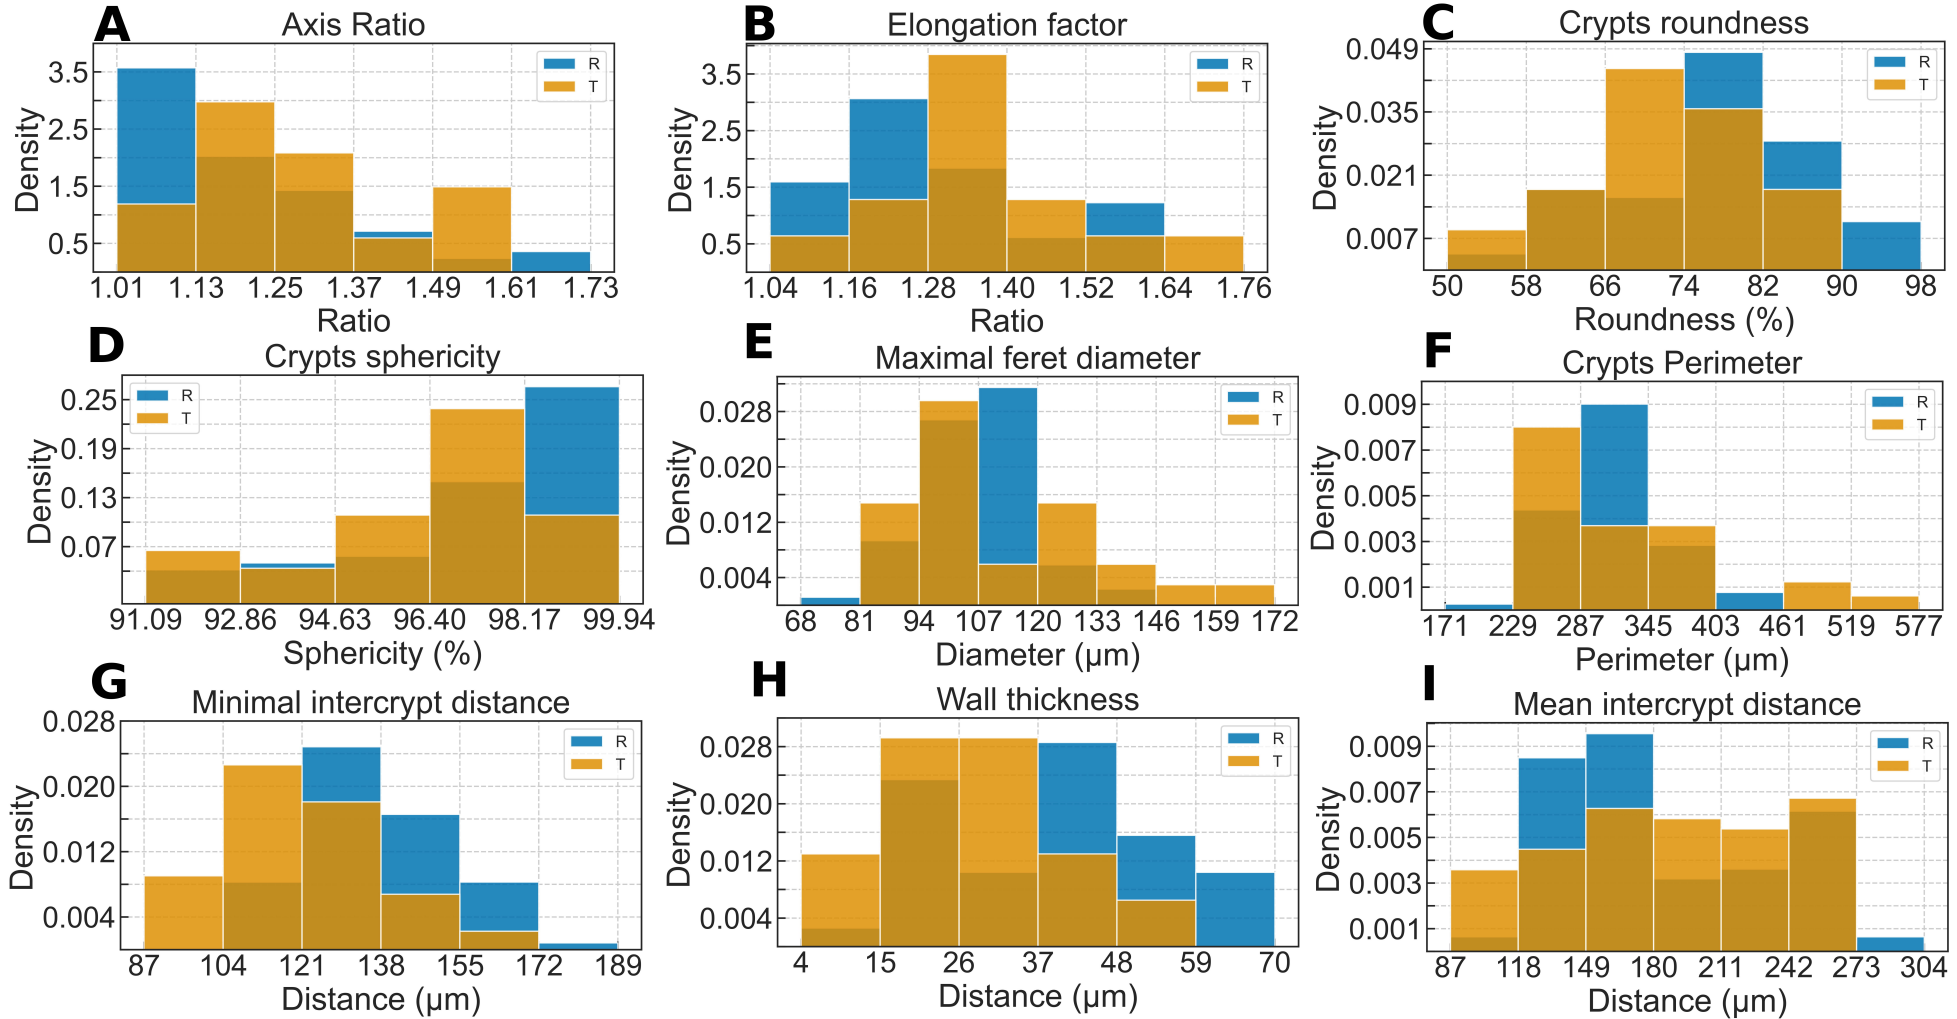 A
Axis Ratio
Density
3.5
2.5
1.5
0.5
R
T
1.01 1.13 1.25 1.37 1.49 1.61 1.73
Ratio
B
Elongation factor
Density
3.5
2.5
1.5
0.5
R
T
1.04 1.16 1.28 1.40 1.52 1.64 1.76
Ratio
C
Crypts roundness
Density
0.049
0.035
0.021
0.007
R
T
50 58 66 74 82 90 98
Roundness (%)
D
Crypts sphericity
Density
0.25
0.19
0.13
0.07
R
T
91.09 92.86 94.63 96.40 98.17 99.94
Sphericity (%)
E
Maximal feret diameter
Density
0.028
0.020
0.012
0.004
R
T
68 81 94 107 120 133 146 159 172
Diameter (μm)
F
Crypts Perimeter
Density
0.009
0.007
0.005
0.003
0.001
R
T
171 229 287 345 403 461 519 577
Perimeter (μm)
G
Minimal intercrypt distance
Density
0.028
0.020
0.012
0.004
R
T
87 104 121 138 155 172 189
Distance (μm)
H
Wall thickness
Density
0.028
0.020
0.012
0.004
R
T
4 15 26 37 48 59 70
Distance (μm)
I
Mean intercrypt distance
Density
0.009
0.007
0.005
0.003
0.001
R
T
87 118 149 180 211 242 273 304
Distance (μm)